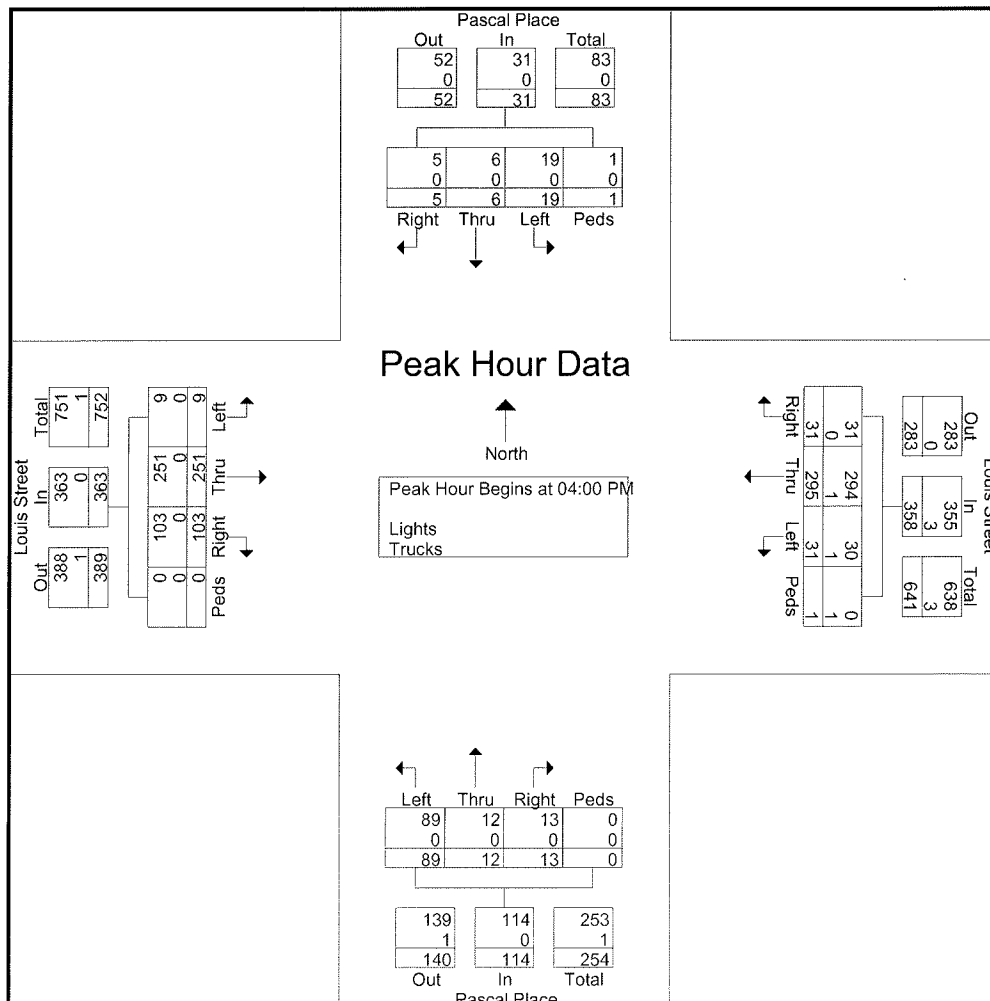 Pascal Place
Out In Total
52 31 83
0 0 0
52 31 83
5 6 19 1
0 0 0 0
5 6 19 1
Right Thru Left Peds
Peak Hour Data
North
Peak Hour Begins at 04:00 PM
Lights
Trucks
Louis Street
Out In Total
388 363 751
1 0 1
389 363 752
9 251 103 0
0 0 0 0
9 251 103 0
Left Thru Right Peds
Louis Street
Out In Total
283 355 638
0 3 3
283 358 641
31 294 30 0
0 1 1 1
31 295 31 1
Right Thru Left Peds
Left Thru Right Peds
89 12 13 0
0 0 0 0
89 12 13 0
139 114 253
1 0 1
140 114 254
Out In Total
Pascal Place